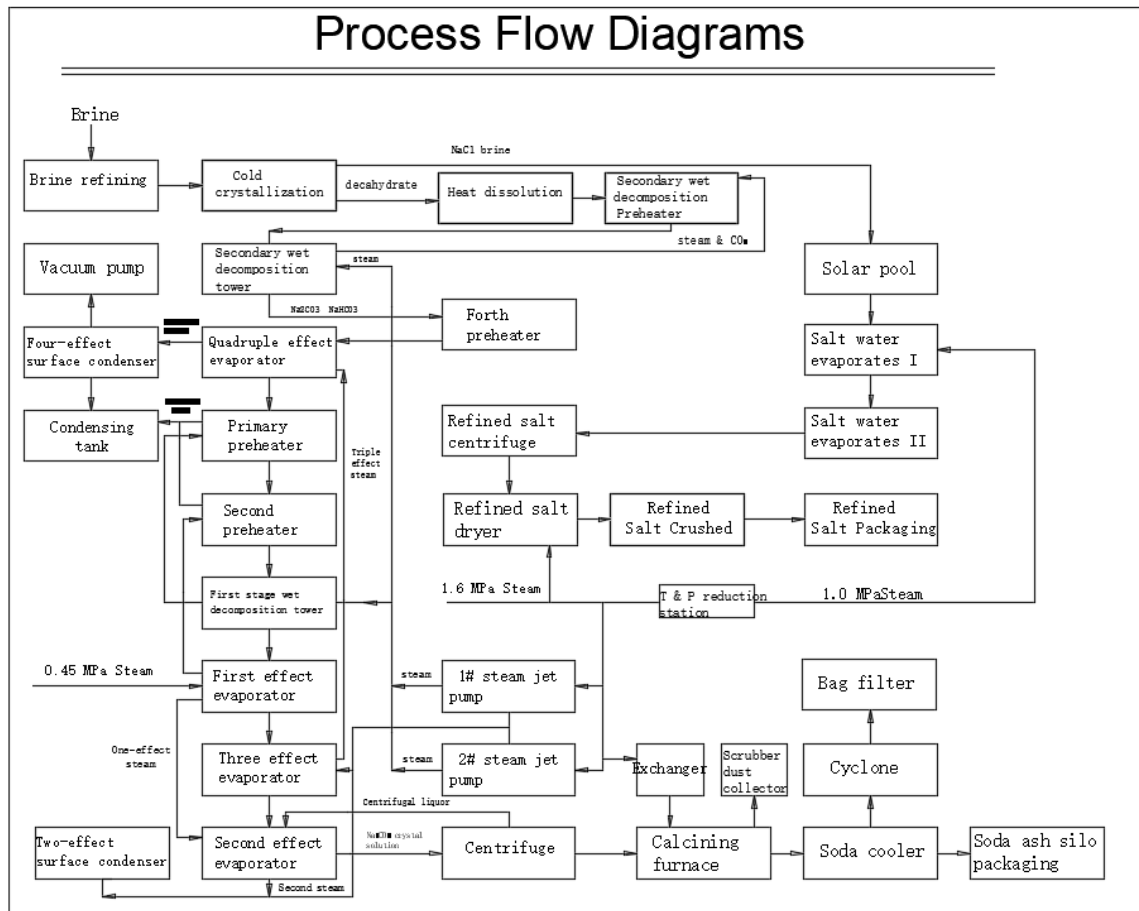 Process Flow Diagrams
Brine
NaCl brine
Brine refining
Cold
crystallization
decahydrate
Heat dissolution
Secondary wet
decomposition
Preheater
steam & CO
Vacuum pump
Secondary wet
decomposition
tower
steam
Solar pool
Na2CO3 NaHCO3
Forth
preheater
Four-effect
surface condenser
Quadruple effect
evaporator
Salt water
evaporates I
Condensing
tank
Primary
preheater
Triple
effect
steam
Refined salt
centrifuge
Salt water
evaporates II
Second
preheater
Refined salt
dryer
Refined
Salt Crushed
Refined
Salt Packaging
First stage wet
decomposition tower
1.6 MPa Steam
T & P reduction
station
1.0 MPaSteam
0.45 MPa Steam
First effect
evaporator
steam
1# steam jet
pump
Bag filter
One-effect
steam
Three effect
evaporator
steam
2# steam jet
pump
Exchanger
Scrubber
dust
collector
Cyclone
Centrifugal liquor
Two-effect
surface condenser
Second effect
evaporator
crystal
solution
Centrifuge
Calcining
furnace
Soda cooler
Soda ash silo
packaging
Second steam